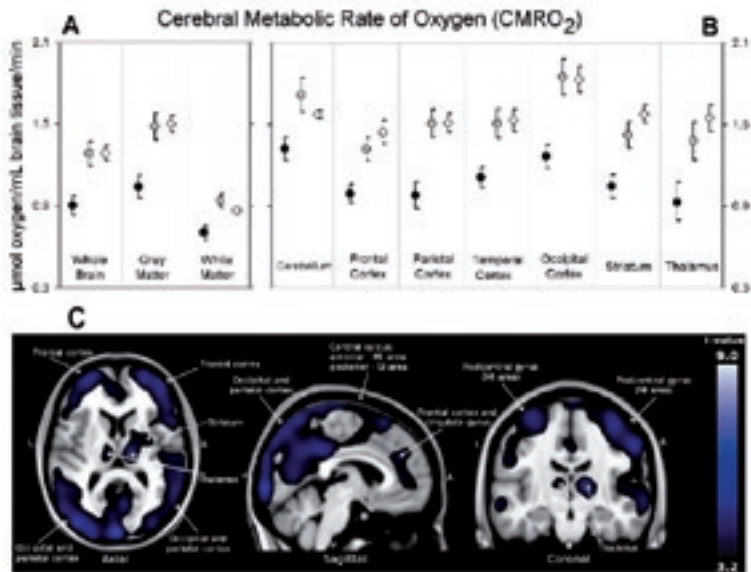 A Cerebral Metabolic Rate of Oxygen (CMRO2) B
µmol oxygen/mL brain tissue/min
2.1
1.5
0.9
0.3
2.1
1.5
0.9
0.3
Whole Brain
Gray Matter
White Matter
Cerebellum
Frontal Cortex
Parietal Cortex
Temporal Cortex
Occipital Cortex
Striatum
Thalamus
C
Frontal cortex
Frontal cortex
Striatum
Thalamus
Occipital and parietal cortex
Occipital and parietal cortex
L
Axial
Occipital and parietal cortex
Central sulcus
Frontal cortex and cingulate gyrus
A
Sagittal
Postcentral gyrus
Postcentral gyrus
L
Coronal
t-value
9.0
3.2